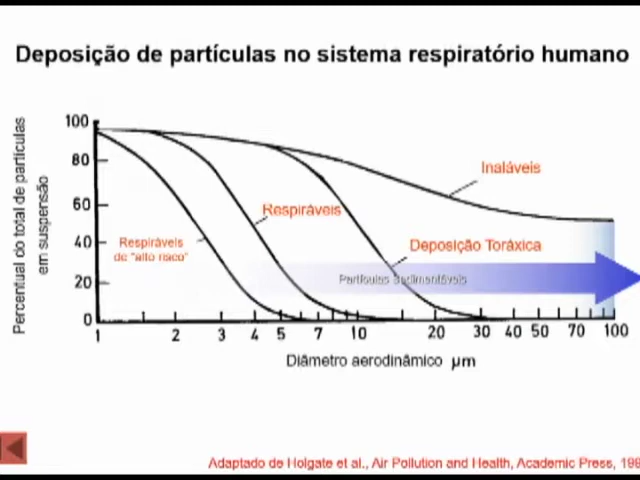 Deposição de partículas no sistema respiratório humano
Percentual do total de partículas
em suspensão
100
80
60
40
20
0
Inaláveis
Respiráveis
Respiráveis
de "alto risco"
Deposição Toráxica
Partículas sedimentáveis
1 2 3 4 5 7 10 20 30 40 50 70 100
Diâmetro aerodinâmico µm
Adaptado de Holgate et al., Air Pollution and Health, Academic Press,